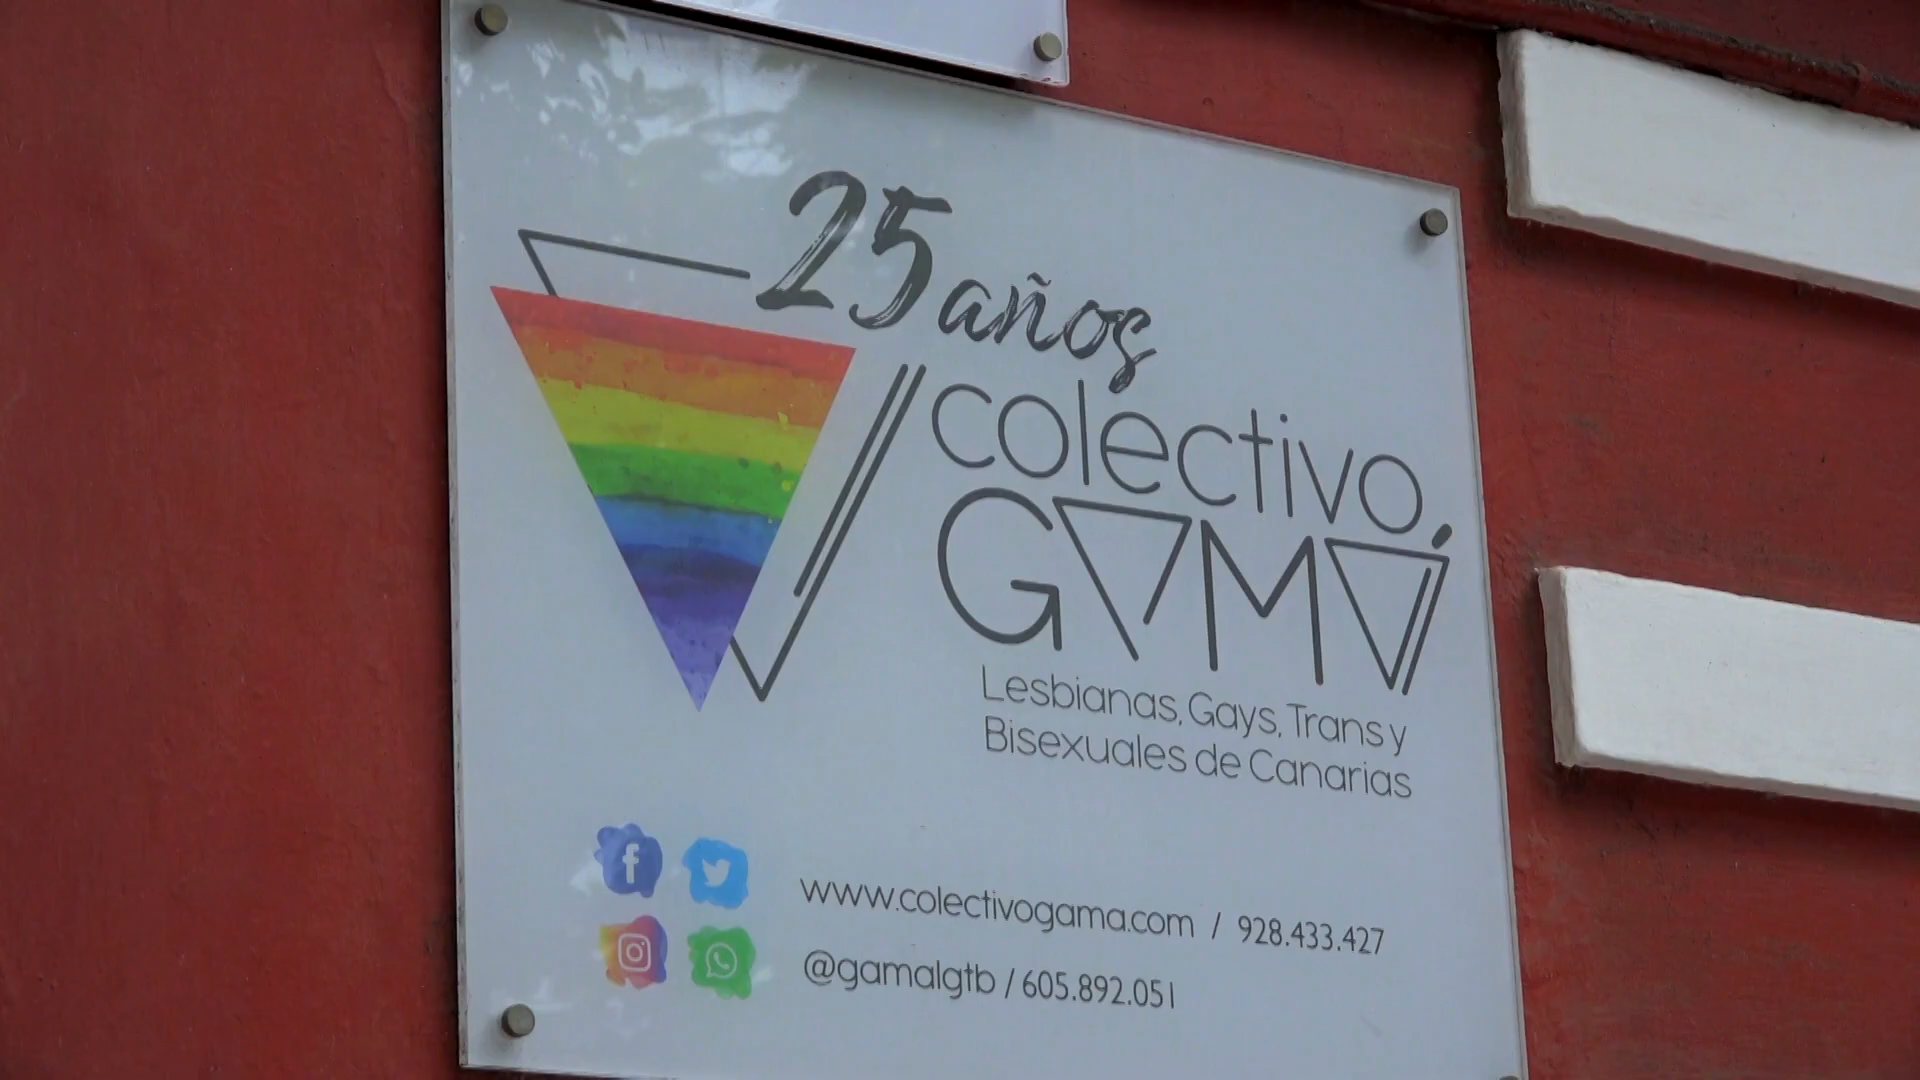 25 años
colectivo
GAMÁ
Lesbianas, Gays, Trans y
Bisexuales de Canarias
www.colectivogama.com / 928.433.427
@gamalgtb / 605.892.051